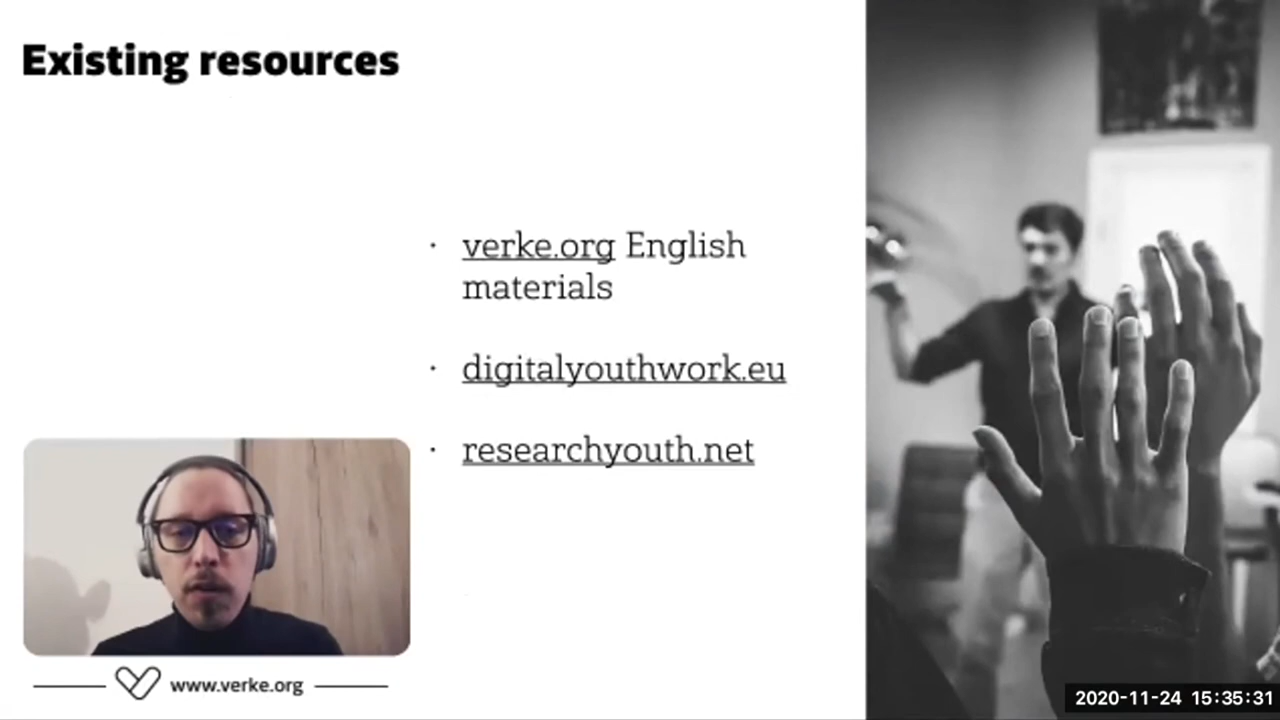 Existing resources
· verke.org English
materials
· digitalyouthwork.eu
· researchyouth.net
www.verke.org
2020-11-24 15:35:31